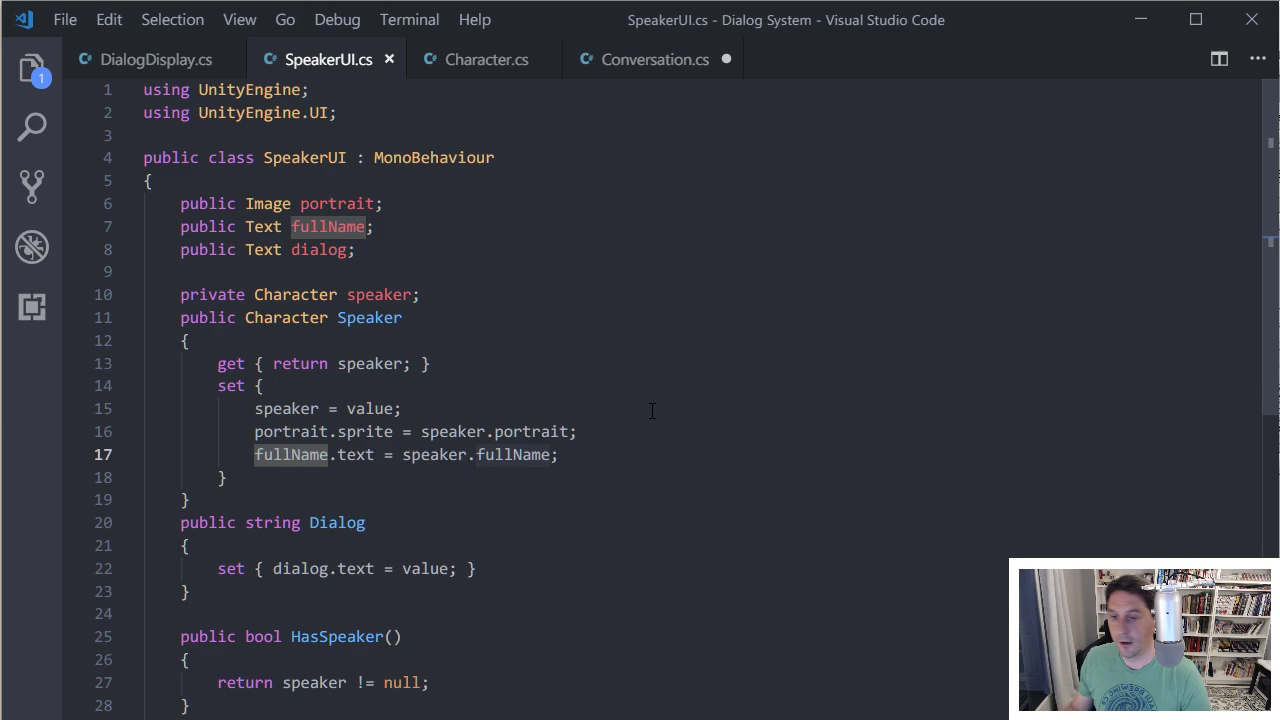 File Edit Selection View Go Debug Terminal Help SpeakerUI.cs - Dialog System - Visual Studio Code
DialogDisplay.cs SpeakerUI.cs × Character.cs Conversation.cs
1
1 using UnityEngine;
2 using UnityEngine.UI;
3
4 public class SpeakerUI : MonoBehaviour
5 {
6 public Image portrait;
7 public Text fullName;
8 public Text dialog;
9
10 private Character speaker;
11 public Character Speaker
12 {
13 get { return speaker; }
14 set {
15 speaker = value;
16 portrait.sprite = speaker.portrait;
17 fullName.text = speaker.fullName;
18 }
19 }
20 public string Dialog
21 {
22 set { dialog.text = value; }
23 }
24
25 public bool HasSpeaker()
26 {
27 return speaker != null;
28 }